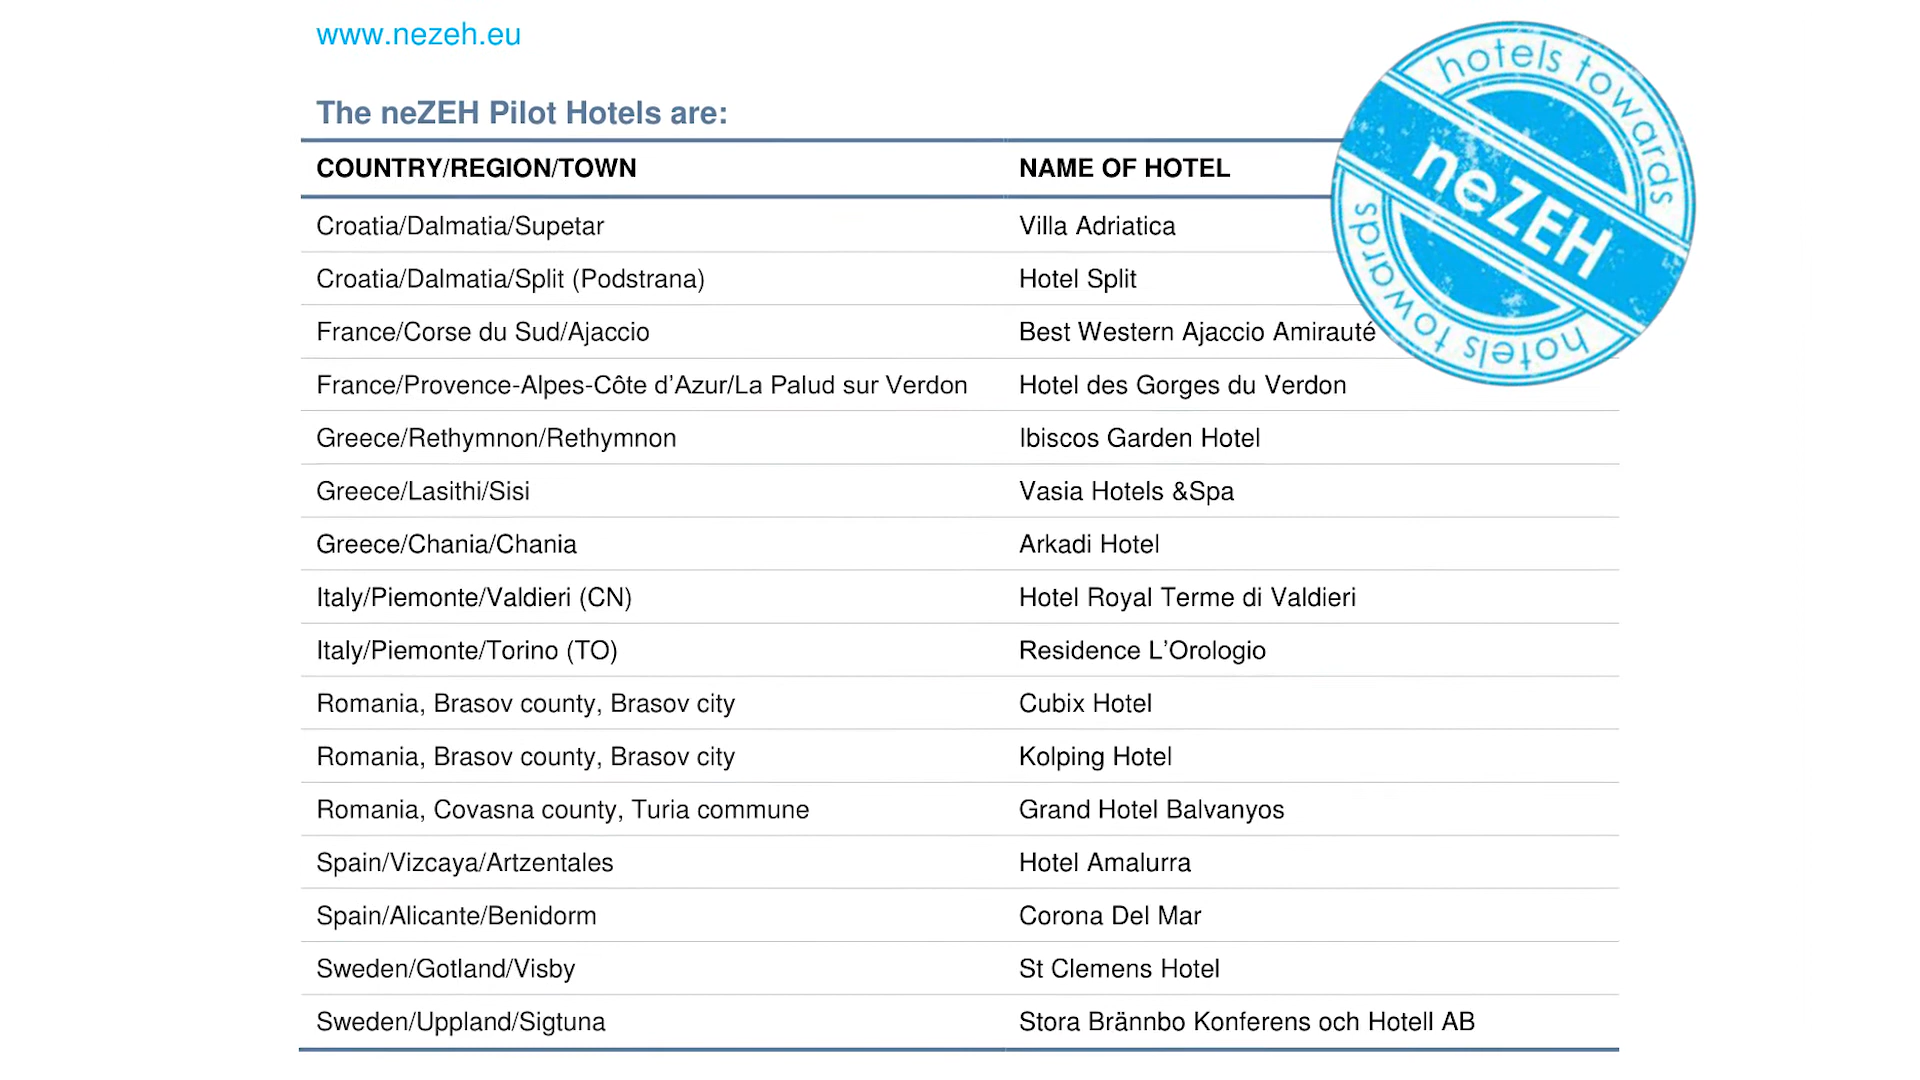 www.nezeh.eu
The neZEH Pilot Hotels are:
COUNTRY/REGION/TOWN NAME OF HOTEL
Croatia/Dalmatia/Supetar Villa Adriatica
Croatia/Dalmatia/Split (Podstrana) Hotel Split
France/Corse du Sud/Ajaccio Best Western Ajaccio Amirauté
France/Provence-Alpes-Côte d’Azur/La Palud sur Verdon Hotel des Gorges du Verdon
Greece/Rethymnon/Rethymnon Ibiscos Garden Hotel
Greece/Lasithi/Sisi Vasia Hotels &Spa
Greece/Chania/Chania Arkadi Hotel
Italy/Piemonte/Valdieri (CN) Hotel Royal Terme di Valdieri
Italy/Piemonte/Torino (TO) Residence L’Orologio
Romania, Brasov county, Brasov city Cubix Hotel
Romania, Brasov county, Brasov city Kolping Hotel
Romania, Covasna county, Turia commune Grand Hotel Balvanyos
Spain/Vizcaya/Artzentales Hotel Amalurra
Spain/Alicante/Benidorm Corona Del Mar
Sweden/Gotland/Visby St Clemens Hotel
Sweden/Uppland/Sigtuna Stora Brännbo Konferens och Hotell AB
hotels towards
neZEH
hotels towards